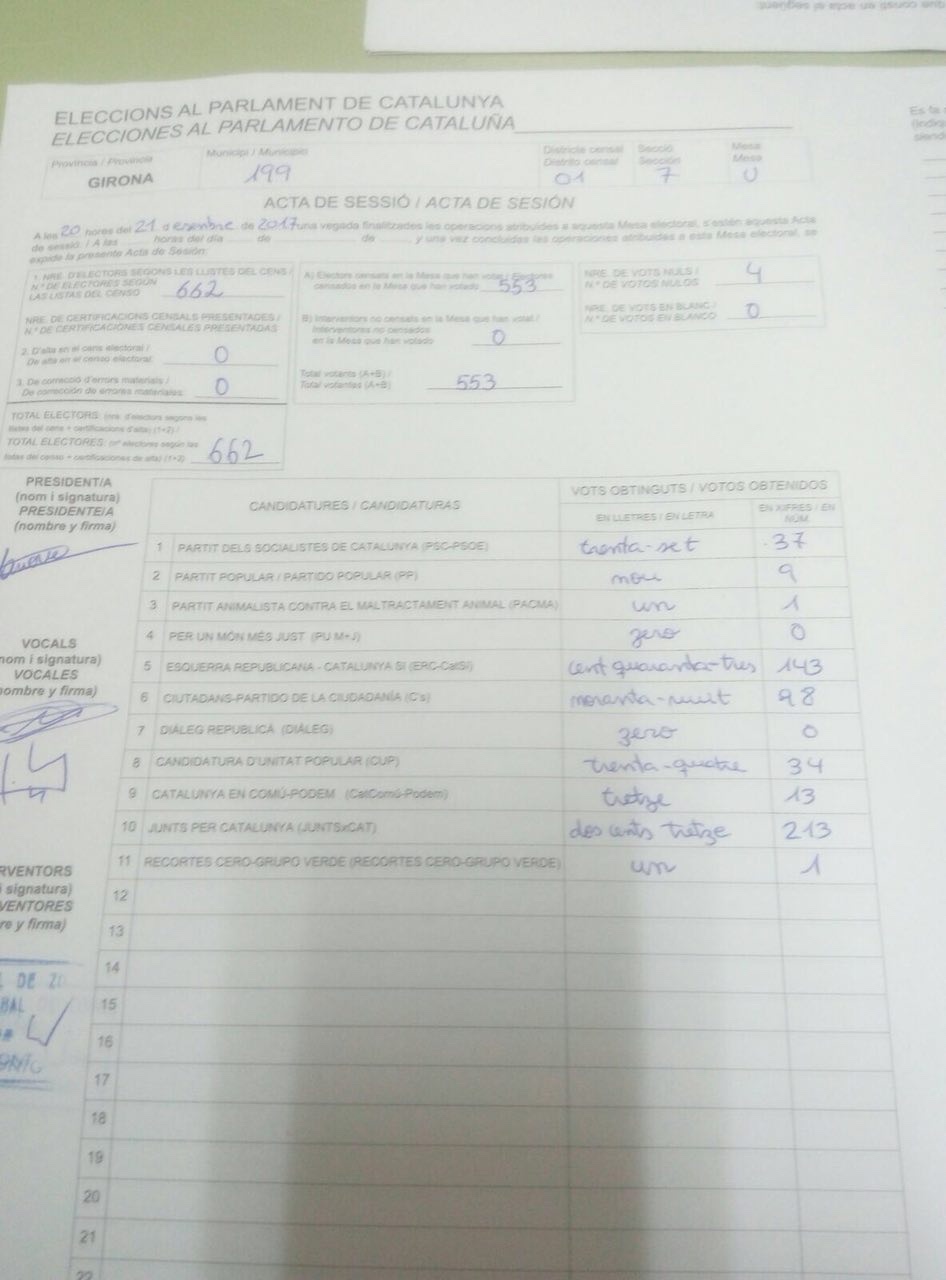 que consti en acta el següent:
ELECCIONS AL PARLAMENT DE CATALUNYA
ELECCIONES AL PARLAMENTO DE CATALUÑA
Es fa
(indiq
siend
Província / Provincia
GIRONA
Municipi / Municipio
199
Districte censal
Distrito censal
01
Secció
Sección
7
Mesa
Mesa
U
ACTA DE SESSIÓ / ACTA DE SESIÓN
A les 20 hores del 21 desembre de 2017 una vegada finalitzades les operacions atribuïdes a aquesta Mesa electoral, s'estén aquesta Acta
de sessió. / A las ...... horas del día ...... de ...... de ......, y una vez concluidas las operaciones atribuidas a esta Mesa electoral, se
expide la presente Acta de Sesión:
1. NRE. D'ELECTORS SEGONS LES LLISTES DEL CENS /
N.º DE ELECTORES SEGÚN
LAS LISTAS DEL CENSO 662
NRE. DE CERTIFICACIONS CENSALS PRESENTADES /
N.º DE CERTIFICACIONES CENSALES PRESENTADAS
2. D'alta en el cens electoral /
De alta en el censo electoral: 0
3. De correcció d'errors materials /
De corrección de errores materiales: 0
TOTAL ELECTORS: (nre. d'electors segons les
llistes del cens + certificacions d'alta) (1+2) /
TOTAL ELECTORES: (nº electores según las
listas del censo + certificaciones de alta) (1+2) 662
A) Electors censats en la Mesa que han votat / Electores
censados en la Mesa que han votado 553
B) Interventors no censats en la Mesa que han votat /
Interventores no censados
en la Mesa que han votado 0
Total votants (A+B) /
Total votantes (A+B) 553
NRE. DE VOTS NULS /
N.º DE VOTOS NULOS 4
NRE. DE VOTS EN BLANC /
N.º DE VOTOS EN BLANCO 0
PRESIDENT/A
(nom i signatura)
PRESIDENTE/A
(nombre y firma)
VOCALS
nom i signatura)
VOCALES
ombre y firma)
RVENTORS
i signatura)
VENTORES
re y firma)
CANDIDATURES / CANDIDATURAS
VOTS OBTINGUTS / VOTOS OBTENIDOS
EN LLETRES / EN LETRA
EN XIFRES / EN
NÚM.
1 PARTIT DELS SOCIALISTES DE CATALUNYA (PSC-PSOE) trenta-set 37
2 PARTIT POPULAR / PARTIDO POPULAR (PP) nou 9
3 PARTIT ANIMALISTA CONTRA EL MALTRACTAMENT ANIMAL (PACMA) un 1
4 PER UN MÓN MÉS JUST (PU M+J) zero 0
5 ESQUERRA REPUBLICANA - CATALUNYA SÍ (ERC-CatSí) cent quaranta-tres 143
6 CIUTADANS-PARTIDO DE LA CIUDADANÍA (C's) noranta-vuit 98
7 DIÀLEG REPUBLICÀ (DIÀLEG) zero 0
8 CANDIDATURA D'UNITAT POPULAR (CUP) trenta-quatre 34
9 CATALUNYA EN COMÚ-PODEM (CatComú-Podem) tretze 13
10 JUNTS PER CATALUNYA (JUNTSxCAT) dos cents tretze 213
11 RECORTES CERO-GRUPO VERDE (RECORTES CERO-GRUPO VERDE) un 1
12
13
14
15
16
17
18
19
20
21
22
DE
BAL